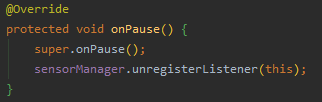 @Override
protected void onPause() {
    super.onPause();
    sensorManager.unregisterListener(this);
}